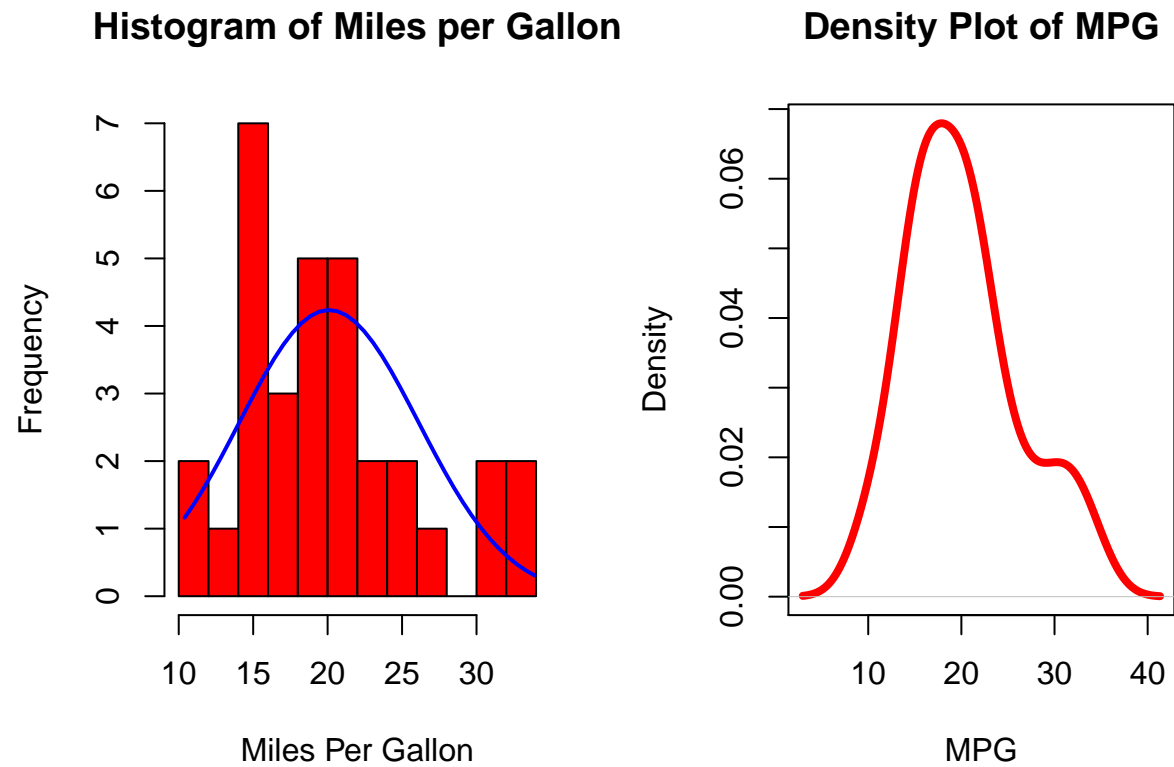 Histogram of Miles per Gallon
Frequency
0 1 2 3 4 5 6 7
10 15 20 25 30
Miles Per Gallon
Density Plot of MPG
Density
0.00 0.02 0.04 0.06
10 20 30 40
MPG